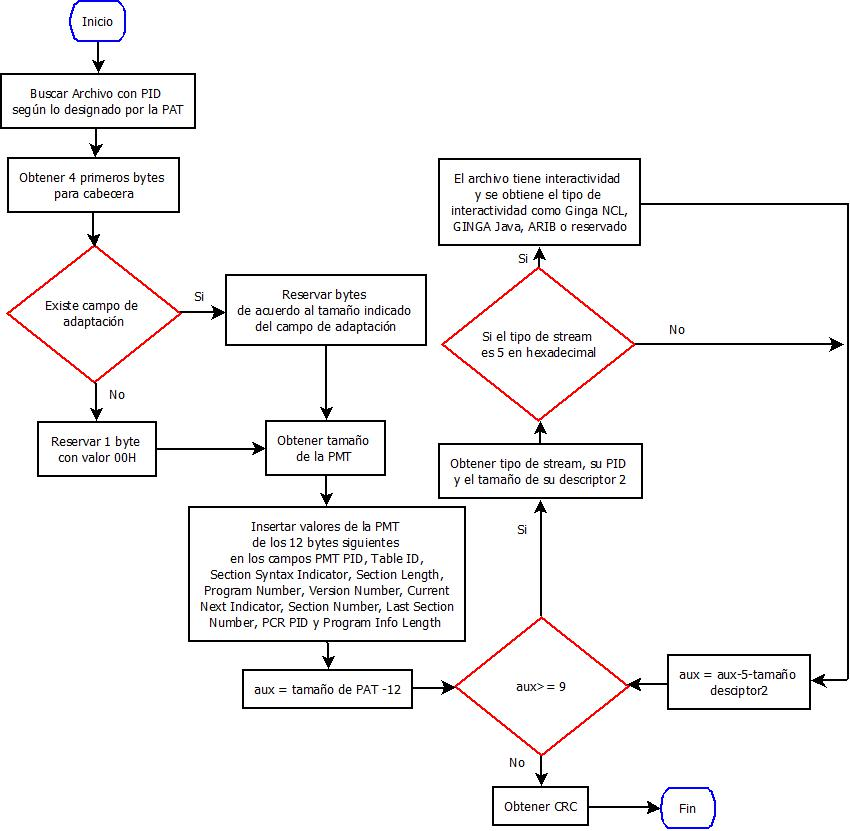 Inicio
Buscar Archivo con PID
según lo designado por la PAT
Obtener 4 primeros bytes
para cabecera
Existe campo de
adaptación
Si
Reservar bytes
de acuerdo al tamaño indicado
del campo de adaptación
No
Reservar 1 byte
con valor 00H
Obtener tamaño
de la PMT
Insertar valores de la PMT
de los 12 bytes siguientes
en los campos PMT PID, Table ID,
Section Syntax Indicator, Section Length,
Program Number, Version Number, Current
Next Indicator, Section Number, Last Section
Number, PCR PID y Program Info Length
aux = tamaño de PAT -12
aux>= 9
Si
Obtener tipo de stream, su PID
y el tamaño de su descriptor 2
Si el tipo de stream
es 5 en hexadecimal
Si
El archivo tiene interactividad
y se obtiene el tipo de
interactividad como Ginga NCL,
GINGA Java, ARIB o reservado
No
aux = aux-5-tamaño
desciptor2
No
Obtener CRC
Fin